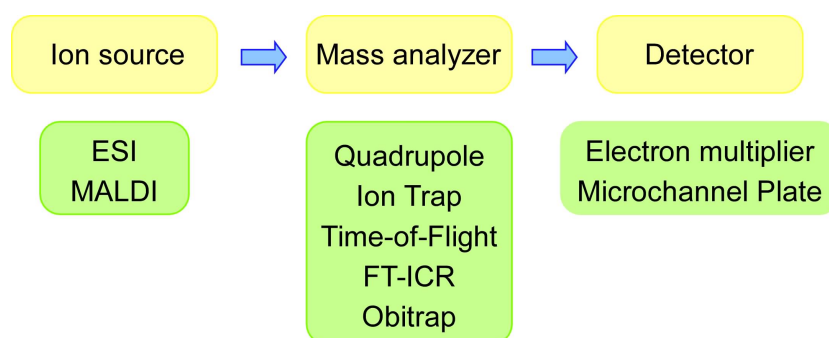 Ion source
Mass analyzer
Detector
ESI
MALDI
Quadrupole
Ion Trap
Time-of-Flight
FT-ICR
Obitrap
Electron multiplier
Microchannel Plate